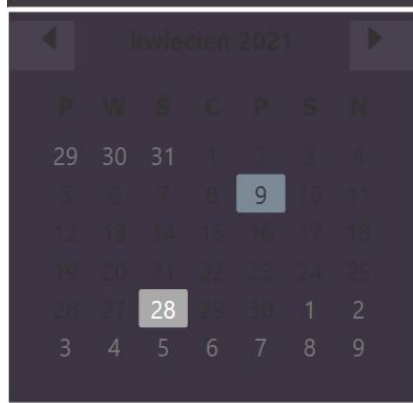 kwiecień 2021
P W Ś C P S N
29 30 31 1 2 3 4
5 6 7 8 9 10 11
12 13 14 15 16 17 18
19 20 21 22 23 24 25
26 27 28 29 30 1 2
3 4 5 6 7 8 9